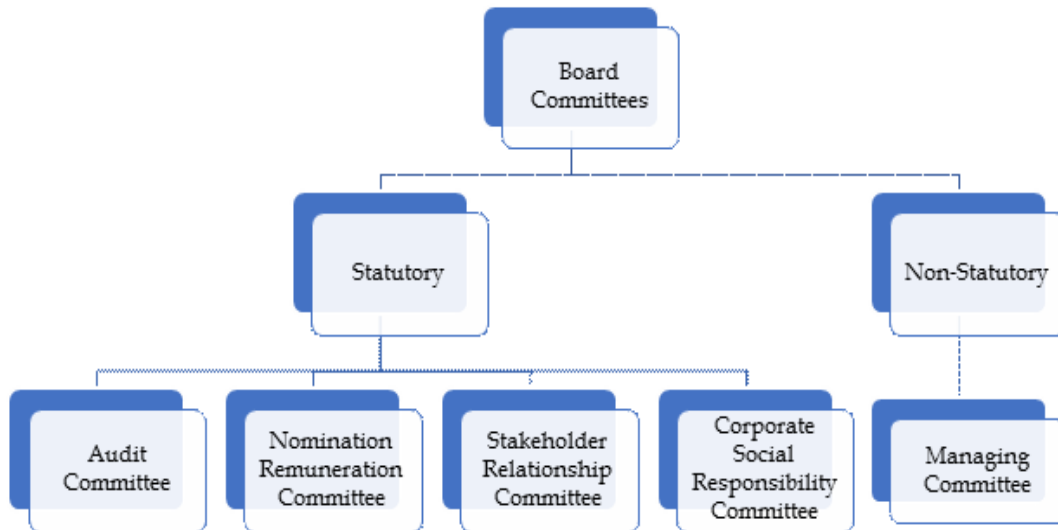 Board
Committees
Statutory
Non-Statutory
Audit
Committee
Nomination
Remuneration
Committee
Stakeholder
Relationship
Committee
Corporate
Social
Responsibility
Committee
Managing
Committee